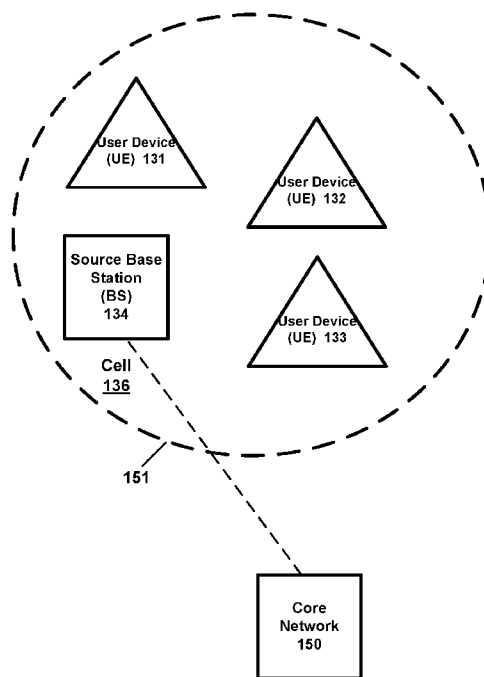 User Device
(UE) 131
User Device
(UE) 132
Source Base
Station
(BS)
134
User Device
(UE) 133
Cell
136
151
Core
Network
150